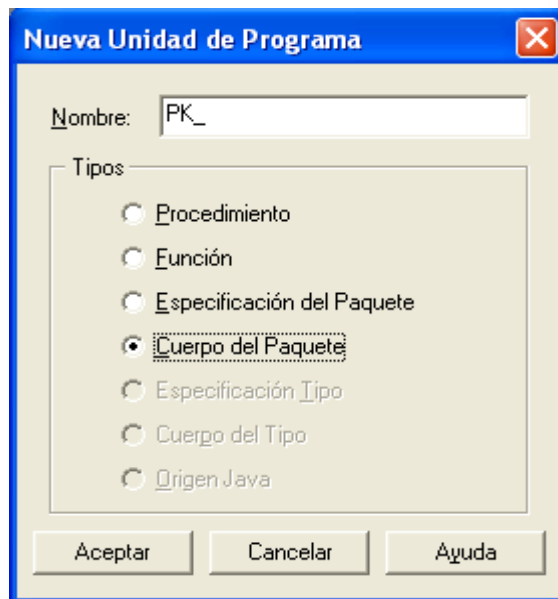 Nueva Unidad de Programa
Nombre: PK_
Tipos
Procedimiento
Función
Especificación del Paquete
Cuerpo del Paquete
Especificación Tipo
Cuerpo del Tipo
Origen Java
Aceptar Cancelar Ayuda